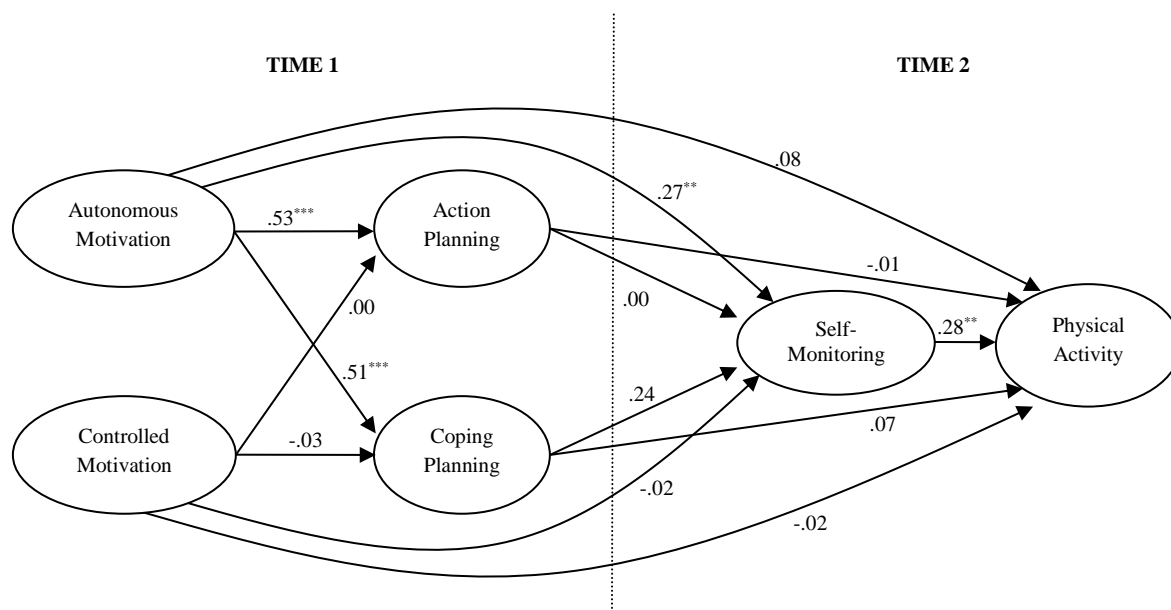 TIME 1
TIME 2
.08
.27**
Autonomous
Motivation
.53***
Action
Planning
-.01
.00
.00
Self-
Monitoring
.28**
Physical
Activity
.51***
.24
Controlled
Motivation
-.03
Coping
Planning
.07
-.02
-.02